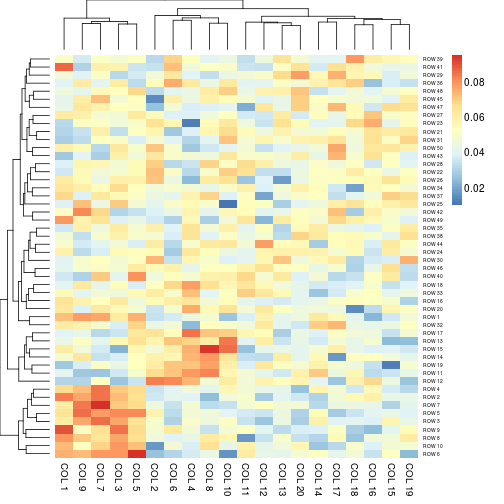 ROW 39
ROW 41
ROW 29
ROW 36
ROW 48
ROW 45
ROW 47
ROW 27
ROW 23
ROW 21
ROW 31
ROW 50
ROW 43
ROW 28
ROW 22
ROW 26
ROW 34
ROW 37
ROW 25
ROW 42
ROW 49
ROW 35
ROW 38
ROW 44
ROW 24
ROW 30
ROW 46
ROW 40
ROW 18
ROW 33
ROW 16
ROW 20
ROW 1
ROW 32
ROW 17
ROW 13
ROW 15
ROW 14
ROW 19
ROW 11
ROW 12
ROW 4
ROW 2
ROW 7
ROW 5
ROW 3
ROW 9
ROW 8
ROW 10
ROW 6
0.08
0.06
0.04
0.02
COL 1
COL 9
COL 7
COL 3
COL 5
COL 2
COL 6
COL 4
COL 8
COL 10
COL 11
COL 12
COL 13
COL 20
COL 14
COL 17
COL 18
COL 16
COL 15
COL 19